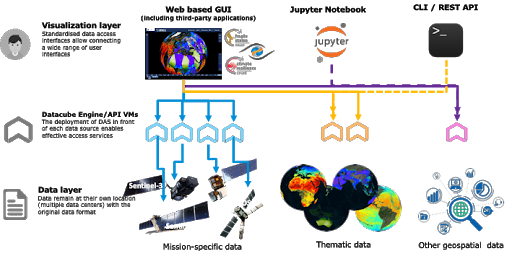 Visualization layer
Standardised data access
interfaces allow connecting
a wide range of user
interfaces
Web based GUI
(including third-party applications)
Jupyter Notebook
jupyter
CLI / REST API
>_
Datacube Engine/API VMs
The deployment of DAS in front
of each data source enables
effective access services
Data layer
Data remain at their own location
(multiple data centers) with the
original data format
Sentinel-3
Mission-specific data
Thematic data
Other geospatial data